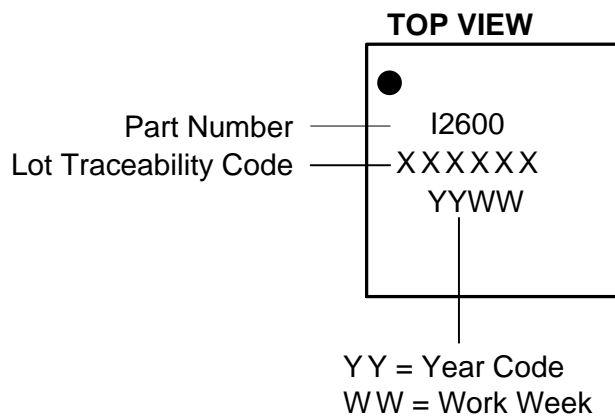 TOP VIEW
Part Number
I2600
Lot Traceability Code
XXXXXX
YYWW
YY = Year Code
WW = Work Week